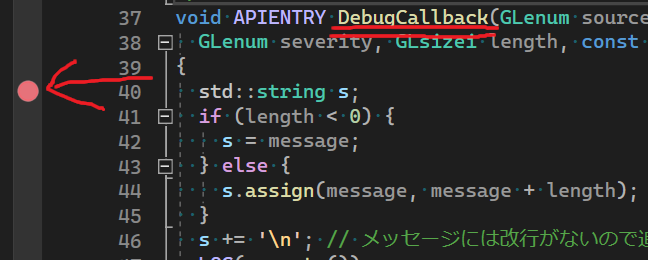 37 void APIENTRY DebugCallback(GLenum source
38 GLenum severity, GLsizei length, const
39 {
40 std::string s;
41 if (length < 0) {
42 s = message;
43 } else {
44 s.assign(message, message + length);
45 }
46 s += '\n'; // メッセージには改行がないので追